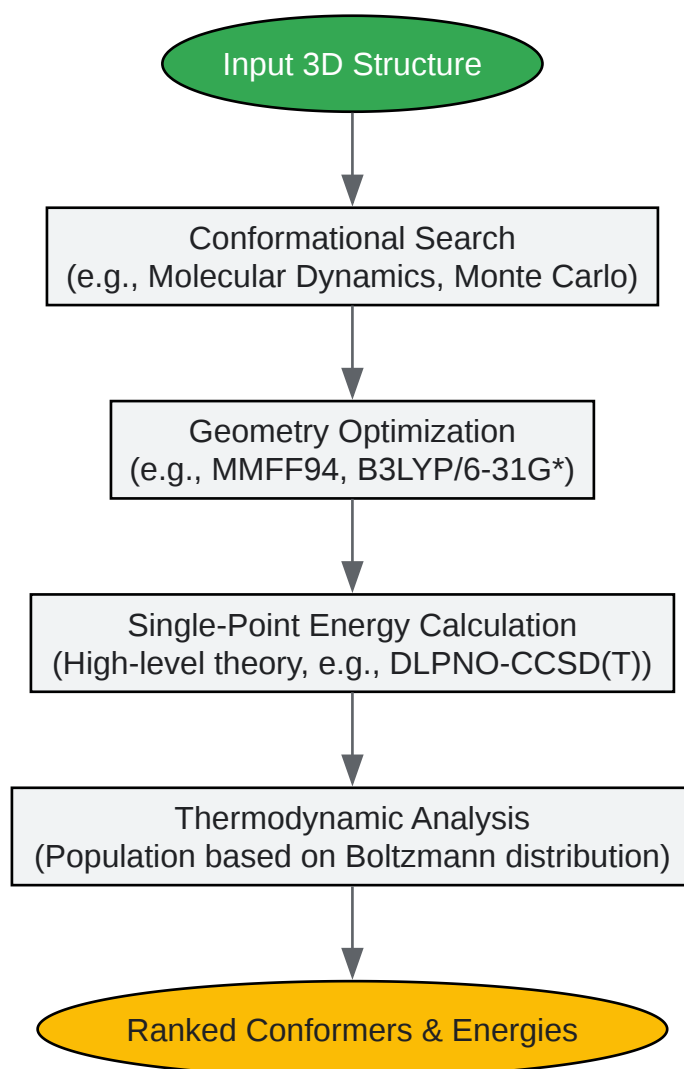 Input 3D Structure
Conformational Search
(e.g., Molecular Dynamics, Monte Carlo)
Geometry Optimization
(e.g., MMFF94, B3LYP/6-31G*)
Single-Point Energy Calculation
(High-level theory, e.g., DLPNO-CCSD(T))
Thermodynamic Analysis
(Population based on Boltzmann distribution)
Ranked Conformers & Energies